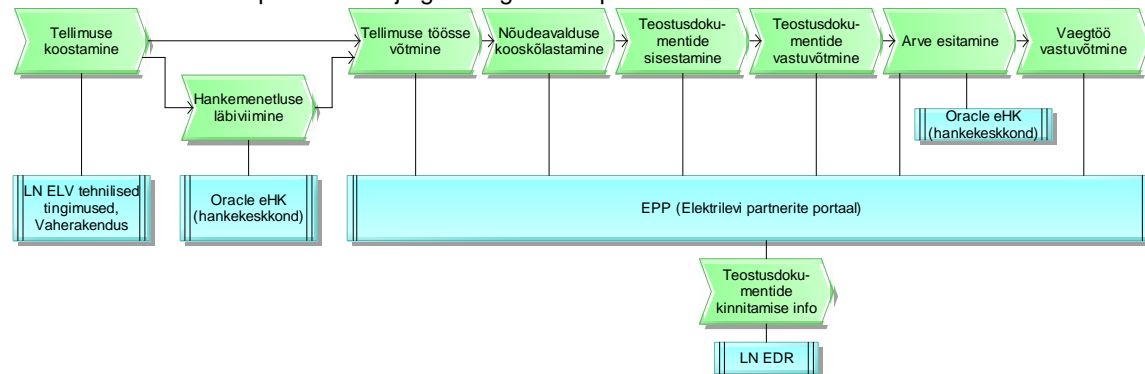 Tellimuse
koostamine
Tellimuse töösse
võtmine
Nõudeavalduse
kooskõlastamine
Teostusdoku-
mentide
sisestamine
Teostusdoku-
mentide
vastuvõtmine
Arve esitamine
Vaegtöö
vastuvõtmine
Hankemenetluse
läbiviimine
Oracle eHK
(hankekeskkond)
LN ELV tehnilised
tingimused,
Vaherakendus
Oracle eHK
(hankekeskkond)
EPP (Elektrilevi partnerite portaal)
Teostusdoku-
mentide
kinnitamise info
LN EDR